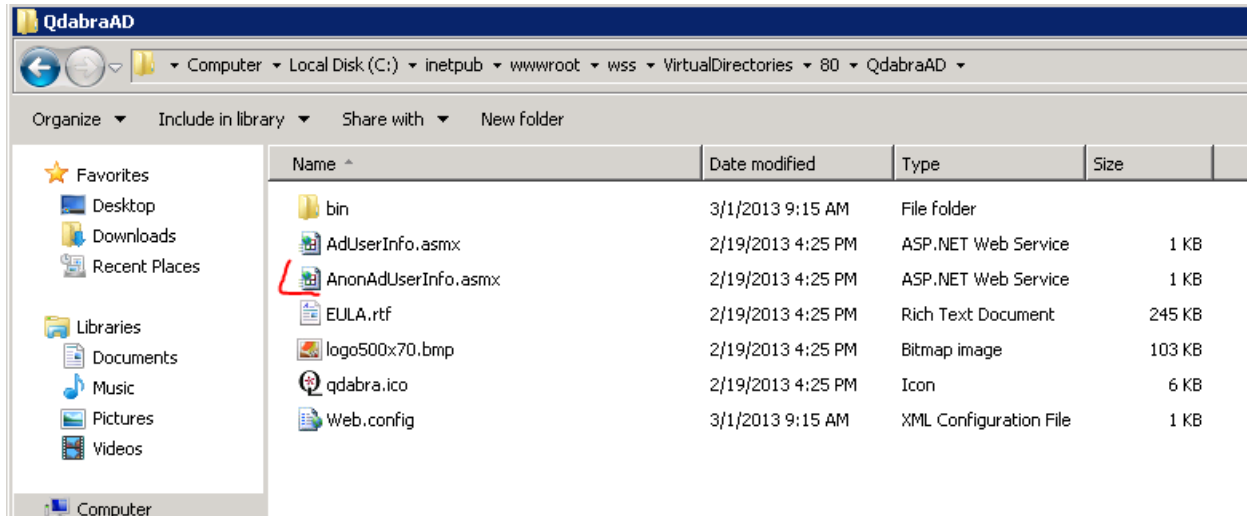 QdabraAD
Computer Local Disk (C:) inetpub wwwroot wss VirtualDirectories 80 QdabraAD
Organize Include in library Share with New folder
Favorites
Desktop
Downloads
Recent Places
Libraries
Documents
Music
Pictures
Videos
Computer
Name Date modified Type Size
bin 3/1/2013 9:15 AM File folder
AdUserInfo.asmx 2/19/2013 4:25 PM ASP.NET Web Service 1 KB
AnonAdUserInfo.asmx 2/19/2013 4:25 PM ASP.NET Web Service 1 KB
EULA.rtf 2/19/2013 4:25 PM Rich Text Document 245 KB
logo500x70.bmp 2/19/2013 4:25 PM Bitmap image 103 KB
qdabra.ico 2/19/2013 4:25 PM Icon 6 KB
Web.config 3/1/2013 9:15 AM XML Configuration File 1 KB